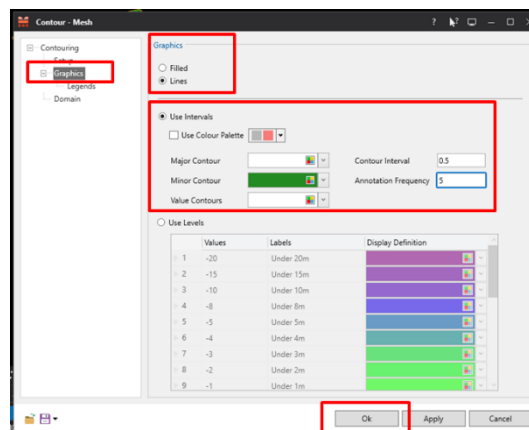 Contour - Mesh
Contouring
Setup
Graphics
Legends
Domain
Graphics
Filled
Lines
Use Intervals
Use Colour Palette
Major Contour
Contour Interval 0.5
Minor Contour
Annotation Frequency 5
Value Contours
Use Levels
Values Labels Display Definition
1 -20 Under 20m
2 -15 Under 15m
3 -10 Under 10m
4 -8 Under 8m
5 -5 Under 5m
6 -4 Under 4m
7 -3 Under 3m
8 -2 Under 2m
9 -1 Under 1m
Ok Apply Cancel